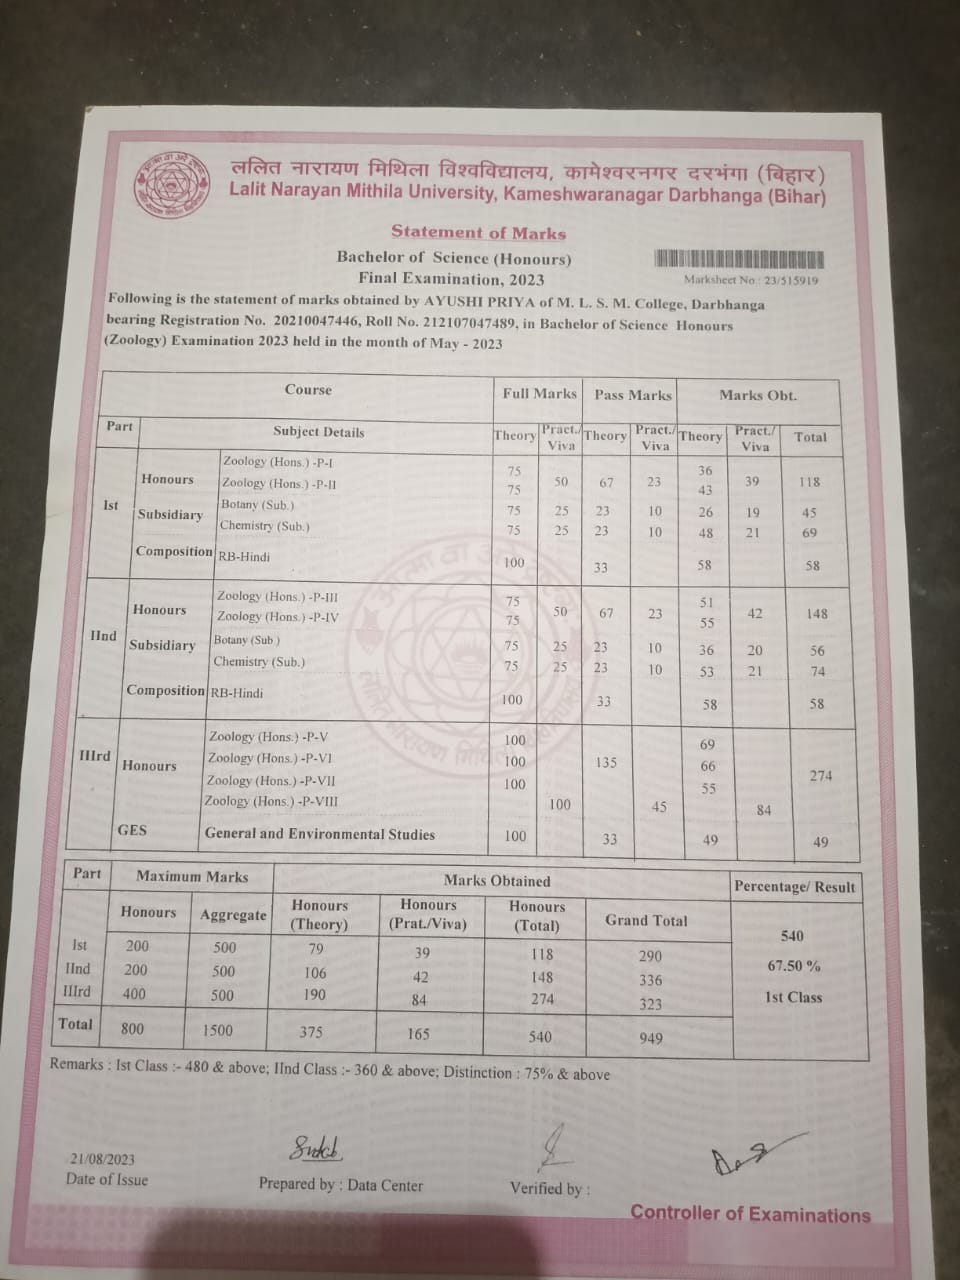 ललित नारायण मिथिला विश्वविद्यालय, कामेश्वरनगर दरभंगा (बिहार)
Lalit Narayan Mithila University, Kameshwaranagar Darbhanga (Bihar)
Statement of Marks
Bachelor of Science (Honours)
Final Examination, 2023
Marksheet No : 23/515919
Following is the statement of marks obtained by AYUSHI PRIYA of M. L. S. M. College, Darbhanga
bearing Registration No. 20210047446, Roll No. 212107047489, in Bachelor of Science Honours
(Zoology) Examination 2023 held in the month of May - 2023
Course Full Marks Pass Marks Marks Obt.
Part Subject Details Theory Pract./ Viva Theory Pract./ Viva Theory Pract./ Viva Total
Ist Honours Zoology (Hons.) -P-I 75 50 67 23 36 39 118
Zoology (Hons.) -P-II 75 43
Subsidiary Botany (Sub.) 75 25 23 10 26 19 45
Chemistry (Sub.) 75 25 23 10 48 21 69
Composition RB-Hindi 100 33 58 58
IInd Honours Zoology (Hons.) -P-III 75 50 67 23 51 42 148
Zoology (Hons.) -P-IV 75 55
Subsidiary Botany (Sub.) 75 25 23 10 36 20 56
Chemistry (Sub.) 75 25 23 10 53 21 74
Composition RB-Hindi 100 33 58 58
IIIrd Honours Zoology (Hons.) -P-V 100 135 69 274
Zoology (Hons.) -P-VI 100 66
Zoology (Hons.) -P-VII 100 55
Zoology (Hons.) -P-VIII 100 45 84
GES General and Environmental Studies 100 33 49 49
Part Maximum Marks Marks Obtained Percentage/ Result
Honours Aggregate Honours (Theory) Honours (Prat./Viva) Honours (Total) Grand Total
Ist 200 500 79 39 118 290 540
IInd 200 500 106 42 148 336 67.50 %
IIIrd 400 500 190 84 274 323 1st Class
Total 800 1500 375 165 540 949
Remarks : Ist Class :- 480 & above; IInd Class :- 360 & above; Distinction : 75% & above
21/08/2023
Date of Issue
Prepared by : Data Center
Verified by :
Controller of Examinations